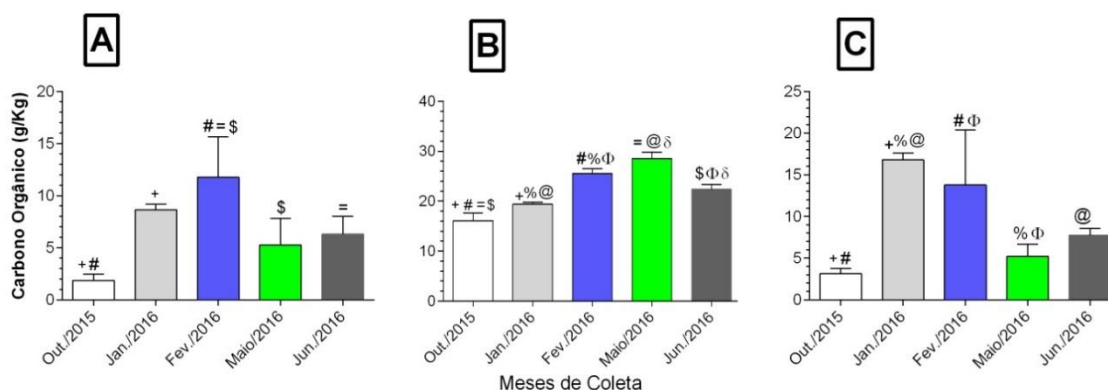 A
B
C
Carbono Orgânico (g/Kg)
20
15
10
5
0
+#
+
#=$
$
=
Out./2015
Jan./2016
Fev./2016
Maio/2016
Jun./2016
40
30
20
10
0
+#=$
+%@
#%Φ
=@δ
$Φδ
Out./2015
Jan./2016
Fev./2016
Maio/2016
Jun./2016
25
20
15
10
5
0
+#
+%@
#Φ
%Φ
@
Out./2015
Jan./2016
Fev./2016
Maio/2016
Jun./2016
Meses de Coleta